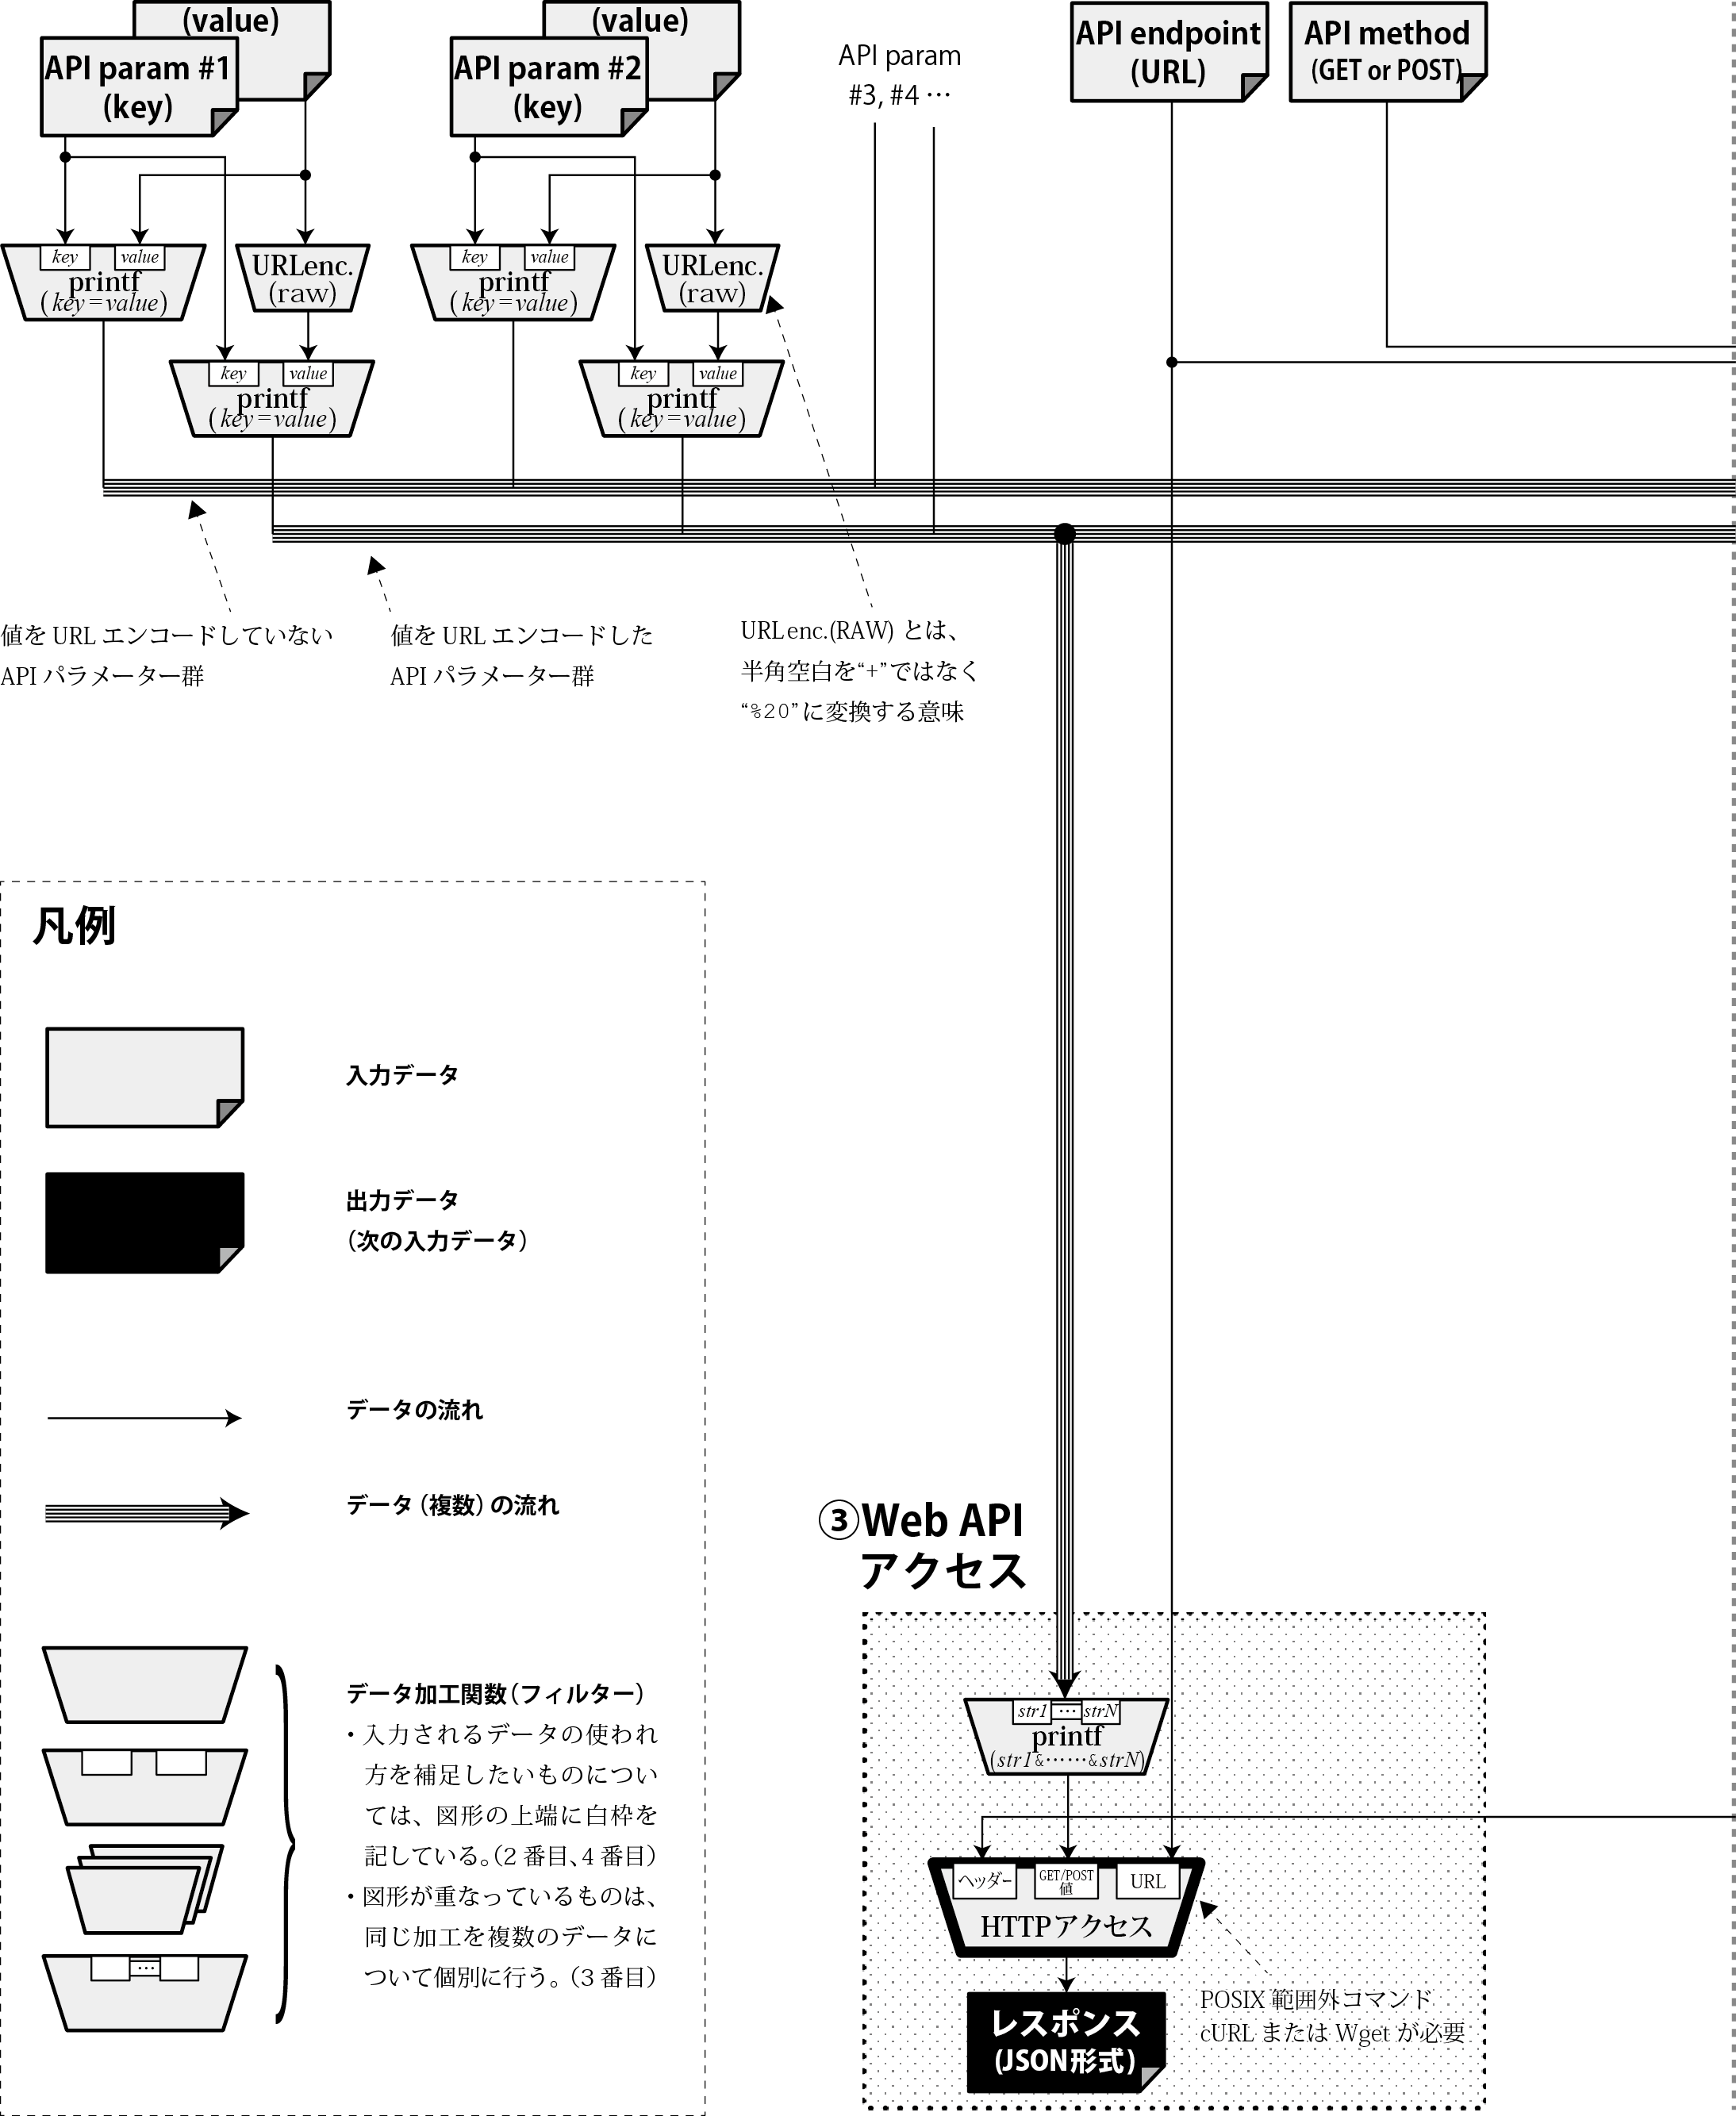 (value)
API param #1
(key)
(value)
API param #2
(key)
API param
#3, #4 …
API endpoint
(URL)
API method
(GET or POST)
key
value
printf
(key=value)
URLenc.
(raw)
key
value
printf
(key=value)
URLenc.
(raw)
key
value
printf
(key=value)
key
value
printf
(key=value)
値を URL エンコードしていない
API パラメーター群
値を URL エンコードした
API パラメーター群
URLenc.(RAW) とは、
半角空白を“+”ではなく
“%20”に変換する意味
凡例
入力データ
出力データ
（次の入力データ）
データの流れ
データ（複数）の流れ
データ加工関数（フィルター）
・入力されるデータの使われ
方を補足したいものについ
ては、図形の上端に白枠を
記している。（2 番目、4 番目）
・図形が重なっているものは、
同じ加工を複数のデータに
ついて個別に行う。（3 番目）
…
③Web API
アクセス
str1 … strN
printf
(str1&……&strN)
ヘッダー
GET/POST
値
URL
HTTPアクセス
レスポンス
(JSON形式)
POSIX 範囲外コマンド
cURL または Wget が必要